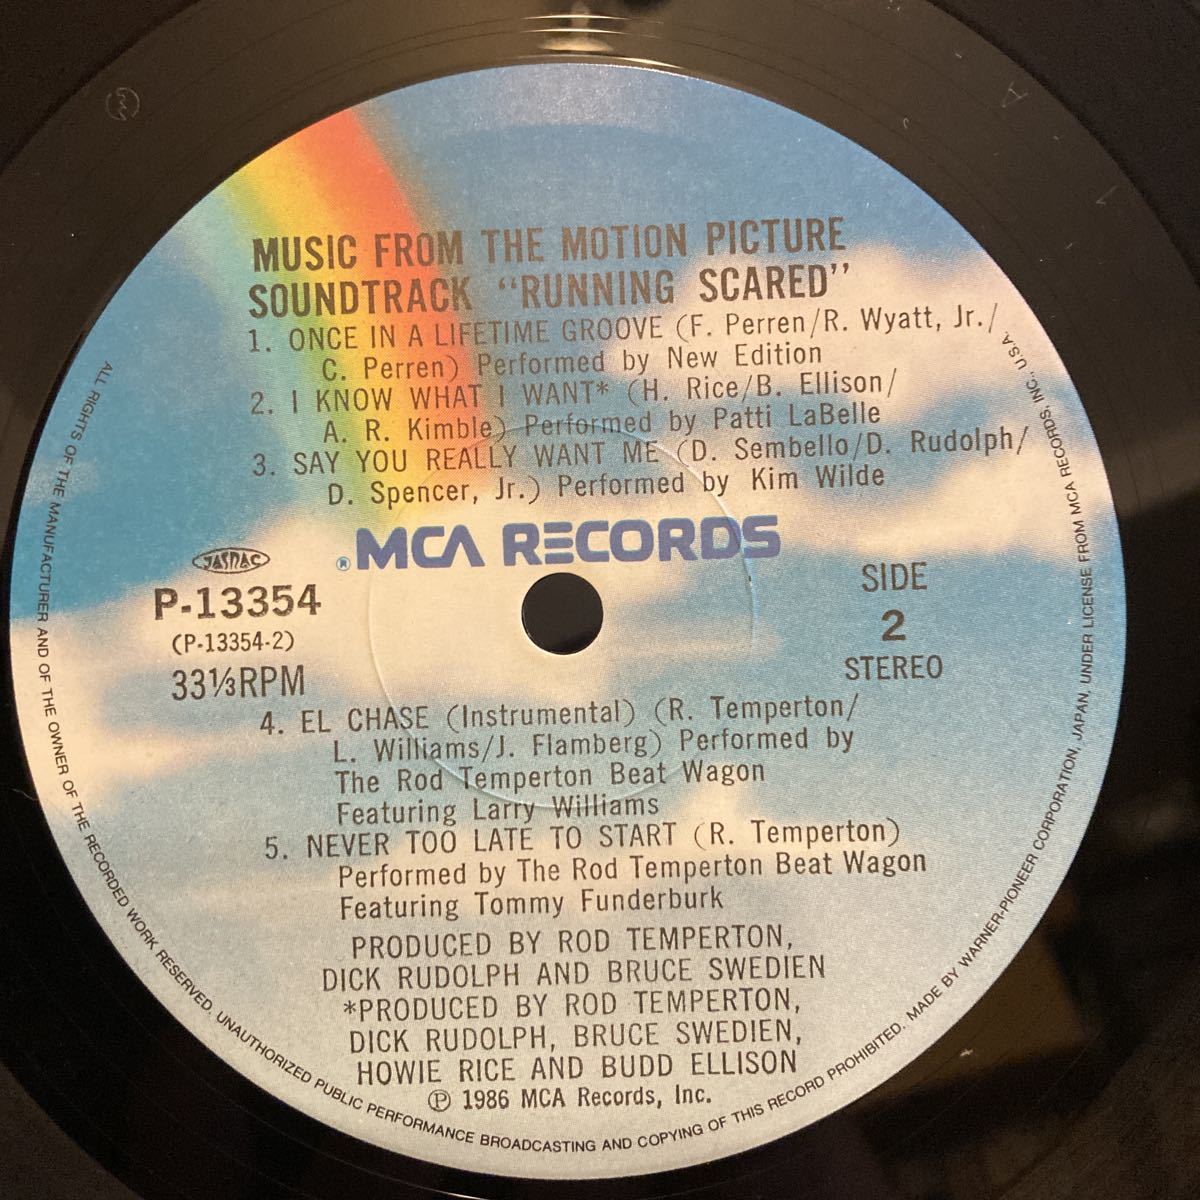 MUSIC FROM THE MOTION PICTURE
SOUNDTRACK “RUNNING SCARED”
1. ONCE IN A LIFETIME GROOVE (F. Perren/R. Wyatt, Jr./
C. Perren) Performed by New Edition
2. I KNOW WHAT I WANT* (H. Rice/B. Ellison/
A. R. Kimble) Performed by Patti LaBelle
3. SAY YOU REALLY WANT ME (D. Sembello/D. Rudolph/
D. Spencer, Jr.) Performed by Kim Wilde
® MCA RECORDS
JASRAC
P-13354
(P-13354-2)
33⅓RPM
SIDE
2
STEREO
4. EL CHASE (Instrumental) (R. Temperton/
L. Williams/J. Flamberg) Performed by
The Rod Temperton Beat Wagon
Featuring Larry Williams
5. NEVER TOO LATE TO START (R. Temperton)
Performed by The Rod Temperton Beat Wagon
Featuring Tommy Funderburk
PRODUCED BY ROD TEMPERTON,
DICK RUDOLPH AND BRUCE SWEDIEN
*PRODUCED BY ROD TEMPERTON,
DICK RUDOLPH, BRUCE SWEDIEN,
HOWIE RICE AND BUDD ELLISON
Ⓟ 1986 MCA Records, Inc.
ALL RIGHTS OF THE MANUFACTURER AND OF THE OWNER OF THE RECORDED WORK RESERVED. UNAUTHORIZED PUBLIC PERFORMANCE BROADCASTING AND COPYING OF THIS RECORD PROHIBITED. MADE BY WARNER-PIONEER CORPORATION, JAPAN, UNDER LICENSE FROM MCA RECORDS, INC., U.S.A.